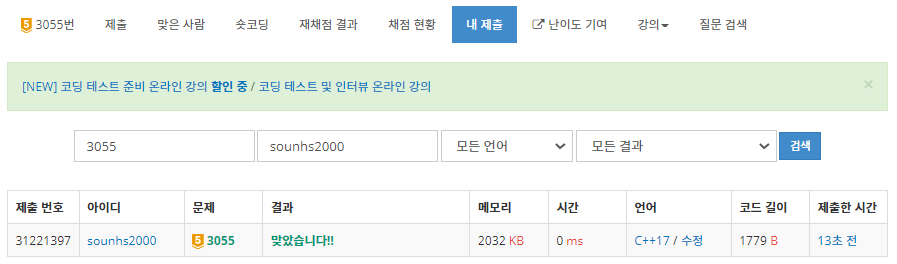 5 3055번 제출 맞은 사람 숏코딩 재채점 결과 채점 현황 내 제출 난이도 기여 강의 질문 검색
[NEW] 코딩 테스트 준비 온라인 강의 할인 중 / 코딩 테스트 및 인터뷰 온라인 강의 ×
3055 sounhs2000 모든 언어 모든 결과 검색
제출 번호 아이디 문제 결과 메모리 시간 언어 코드 길이 제출한 시간
31221397 sounhs2000 5 3055 맞았습니다!! 2032 KB 0 ms C++17 / 수정 1779 B 13초 전